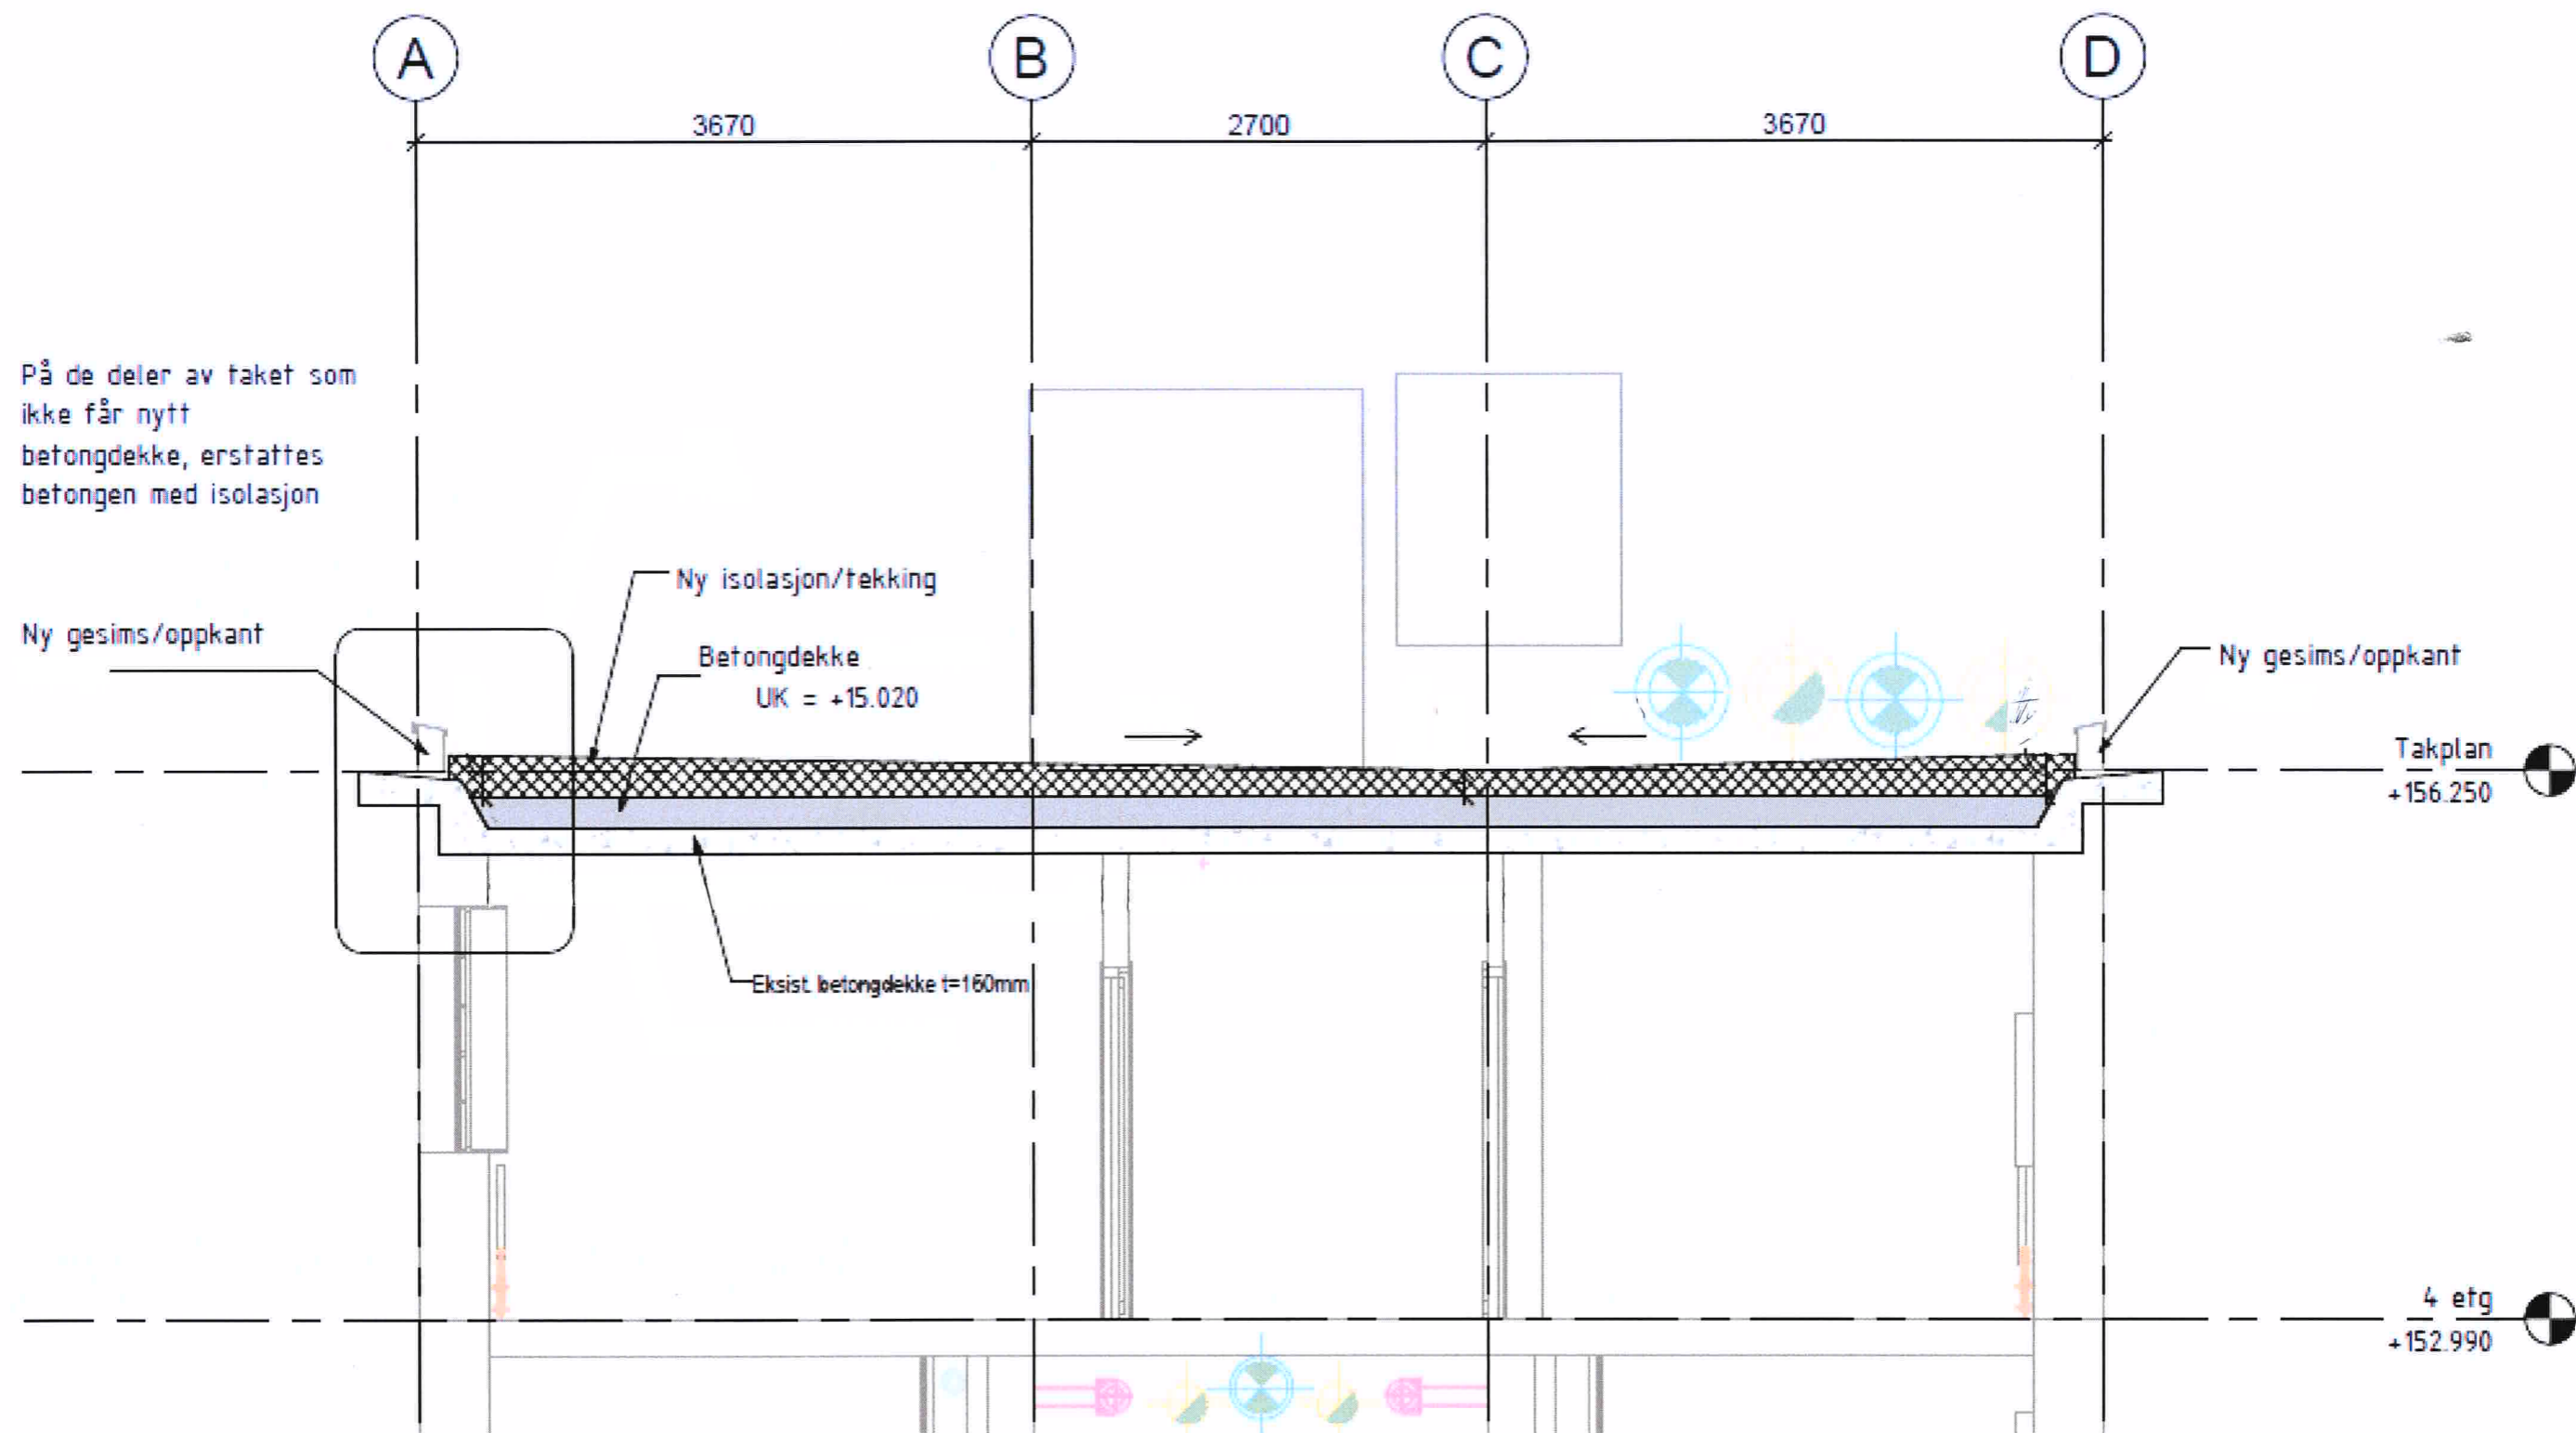 A B C D
3670 2700 3670
På de deler av taket som
ikke får nytt
betongdekke, erstattes
betongen med isolasjon
Ny isolasjon/tekking
Ny gesims/oppkant
Betongdekke
UK = +15.020
Ny gesims/oppkant
Takplan
+156.250
Eksist. betongdekke t=160mm
4 etg
+152.990